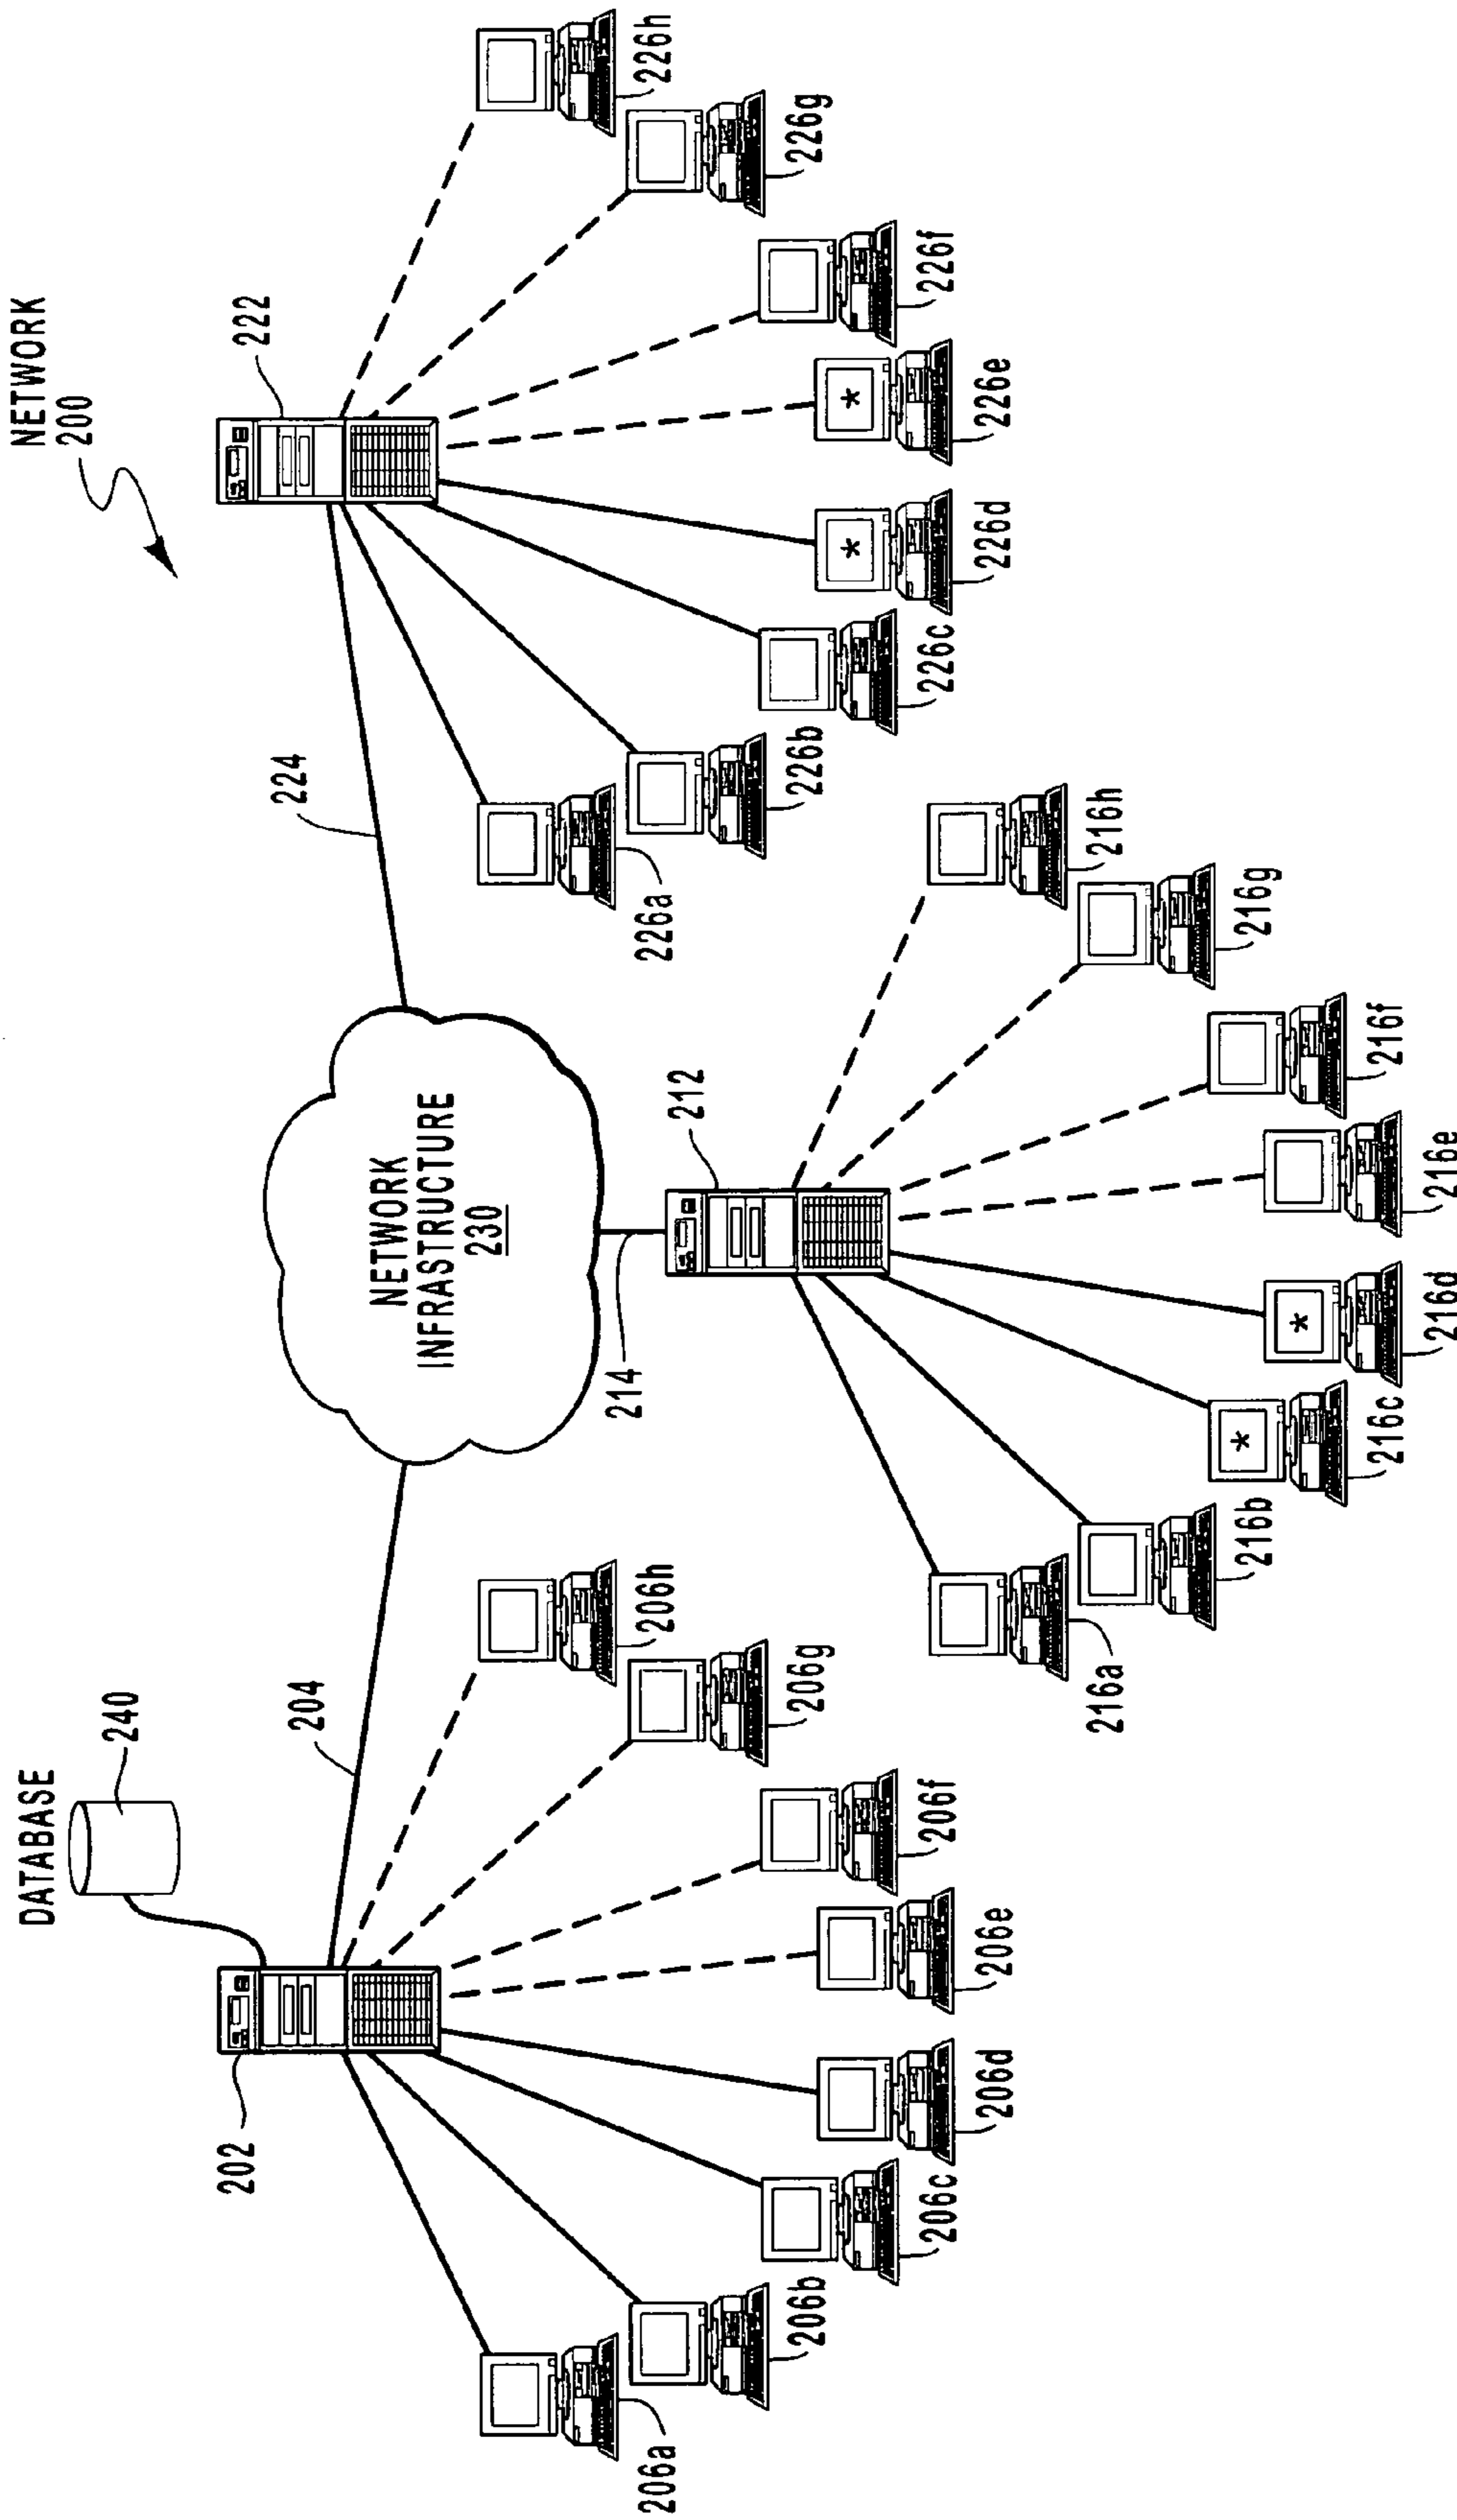 NETWORK
200
DATABASE
240
202
204
NETWORK
INFRASTRUCTURE
230
224
222
214
212
206a
206b
206c
206d
206e
206f
206g
206h
216a
216b
216c
*
216d
*
216e
216f
216g
216h
226a
226b
226c
226d
*
226e
*
226f
226g
226h